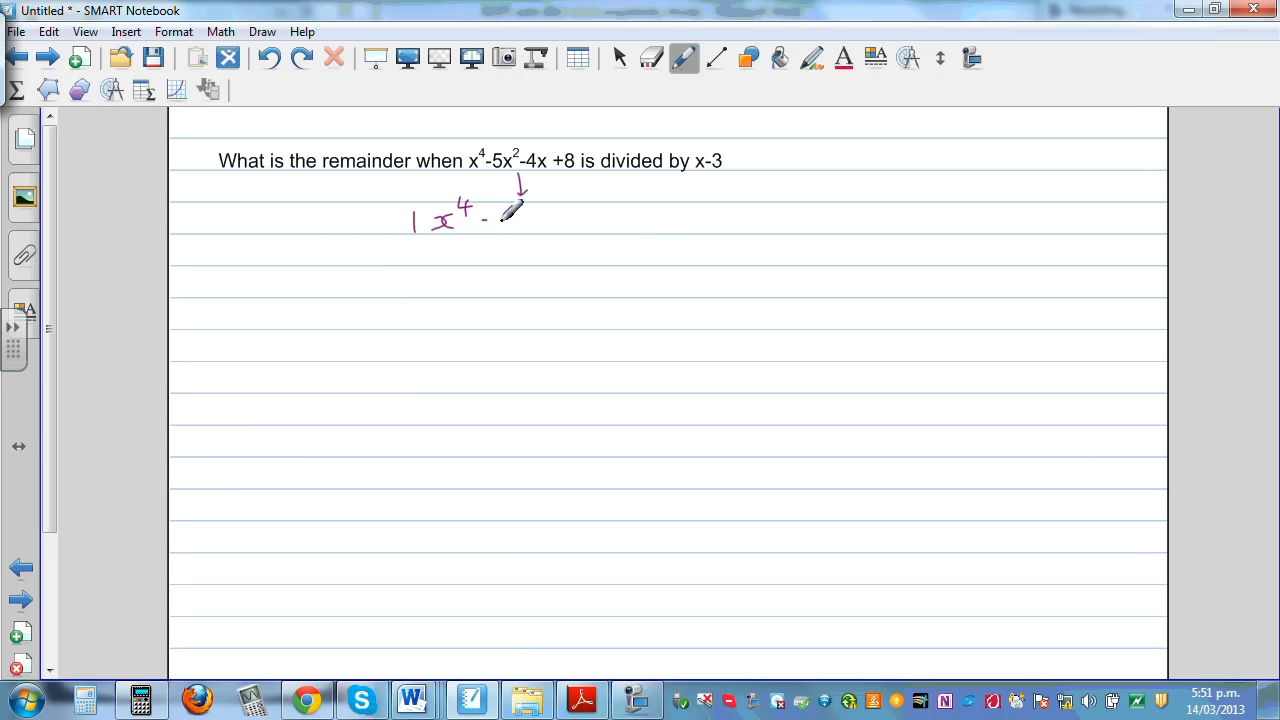 Untitled * - SMART Notebook
File Edit View Insert Format Math Draw Help
What is the remainder when x⁴-5x²-4x +8 is divided by x-3
1 x⁴ -
5:51 p.m.
14/03/2013